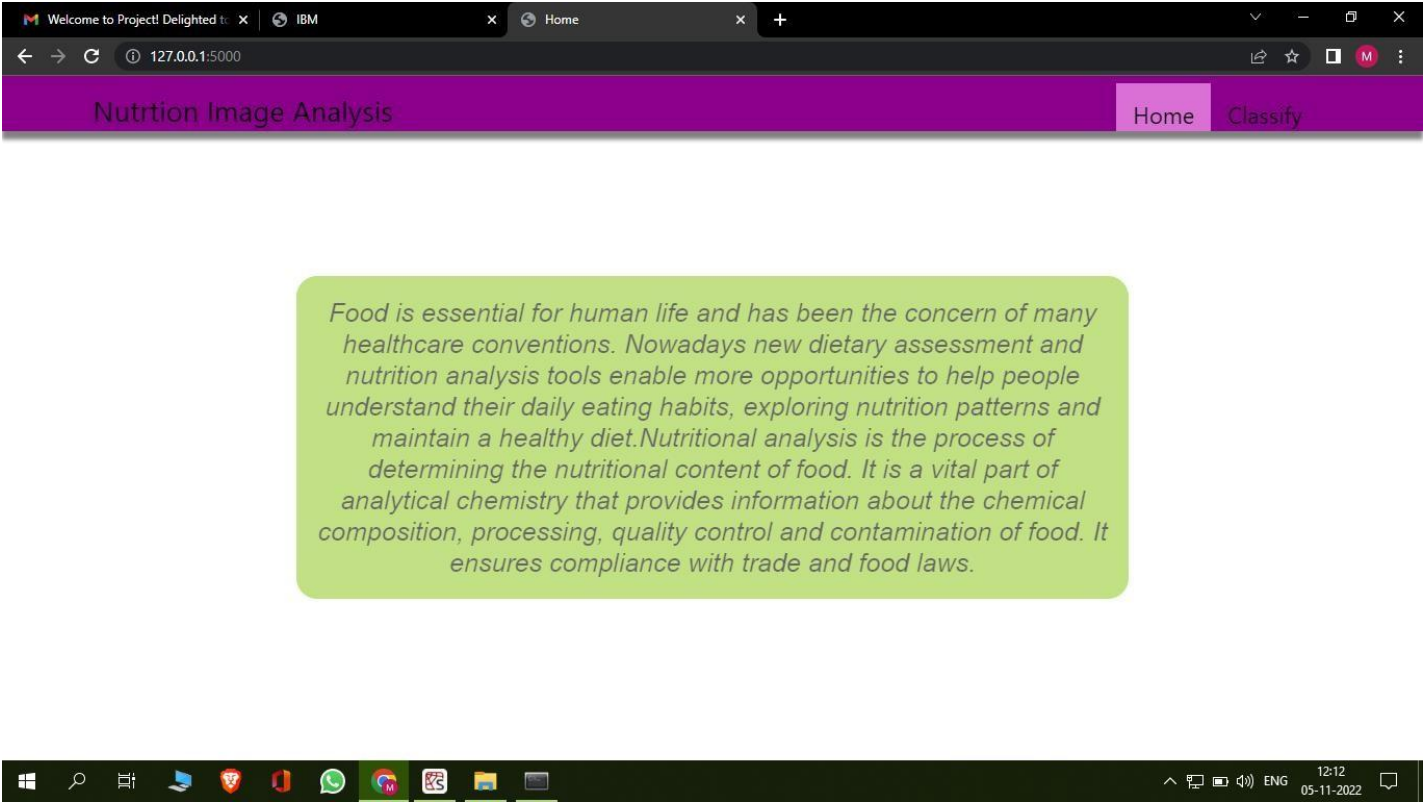 Welcome to Project! Delighted to
IBM
Home
127.0.0.1:5000
M
Nutrtion Image Analysis
Home
Classify
Food is essential for human life and has been the concern of many
healthcare conventions. Nowadays new dietary assessment and
nutrition analysis tools enable more opportunities to help people
understand their daily eating habits, exploring nutrition patterns and
maintain a healthy diet.Nutritional analysis is the process of
determining the nutritional content of food. It is a vital part of
analytical chemistry that provides information about the chemical
composition, processing, quality control and contamination of food. It
ensures compliance with trade and food laws.
ENG
12:12
05-11-2022